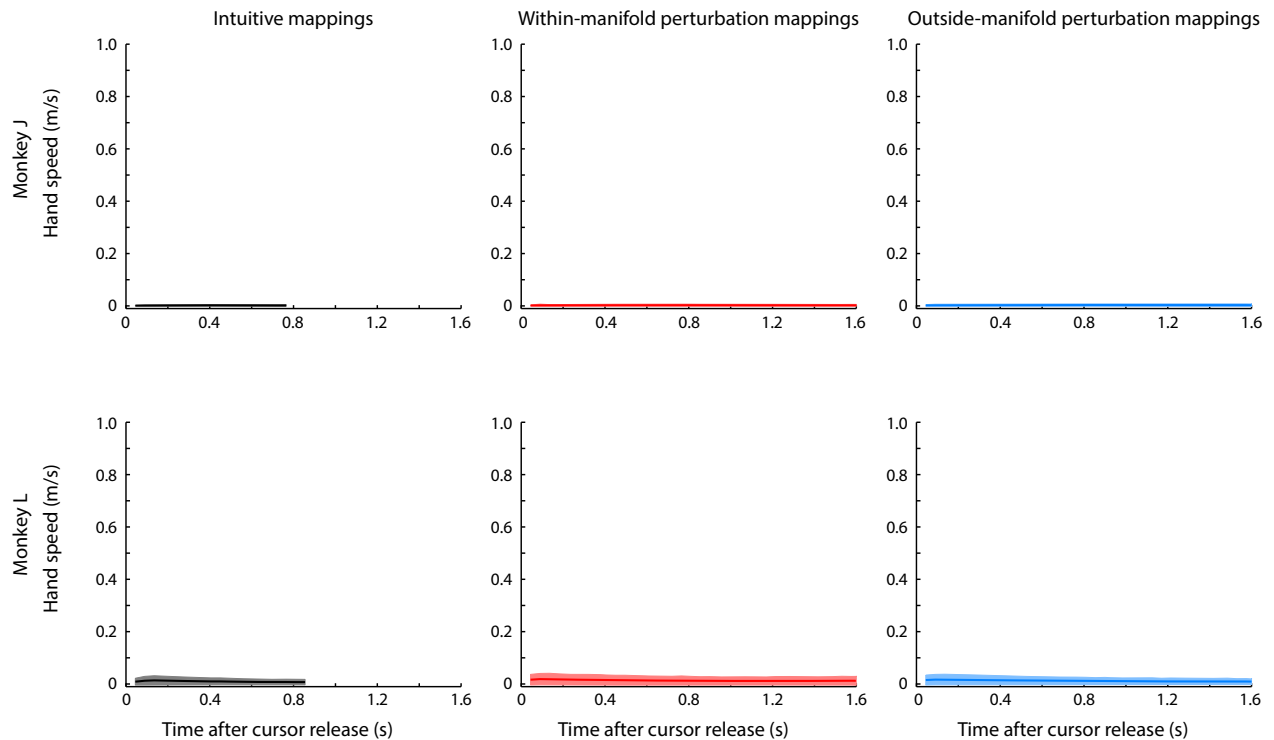 Intuitive mappings
Within-manifold perturbation mappings
Outside-manifold perturbation mappings
Monkey J
Hand speed (m/s)
1.0
0.8
0.6
0.4
0.2
0
0 0.4 0.8 1.2 1.6
1.0
0.8
0.6
0.4
0.2
0
0 0.4 0.8 1.2 1.6
1.0
0.8
0.6
0.4
0.2
0
0 0.4 0.8 1.2 1.6
Monkey L
Hand speed (m/s)
1.0
0.8
0.6
0.4
0.2
0
0 0.4 0.8 1.2 1.6
Time after cursor release (s)
1.0
0.8
0.6
0.4
0.2
0
0 0.4 0.8 1.2 1.6
Time after cursor release (s)
1.0
0.8
0.6
0.4
0.2
0
0 0.4 0.8 1.2 1.6
Time after cursor release (s)